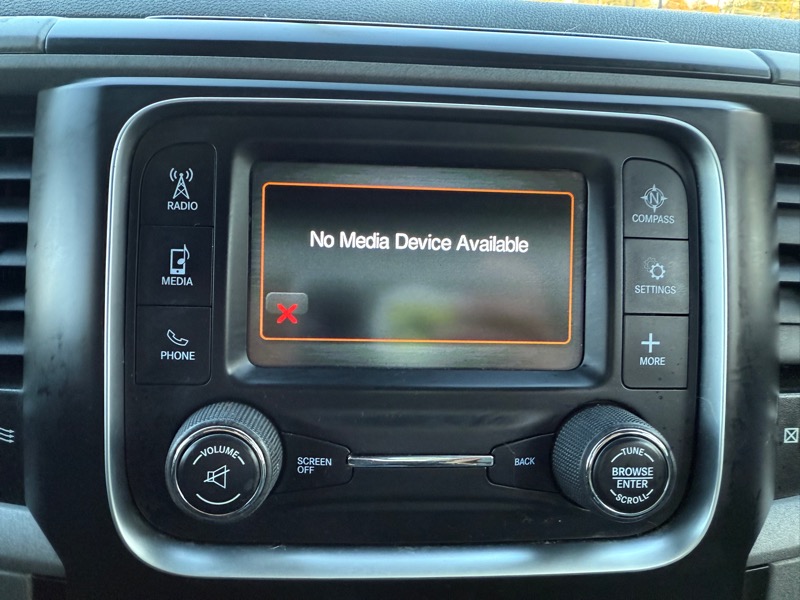 RADIO
MEDIA
PHONE
No Media Device Available
N
COMPASS
SETTINGS
MORE
VOLUME
SCREEN
OFF
BACK
TUNE
BROWSE
ENTER
SCROLL